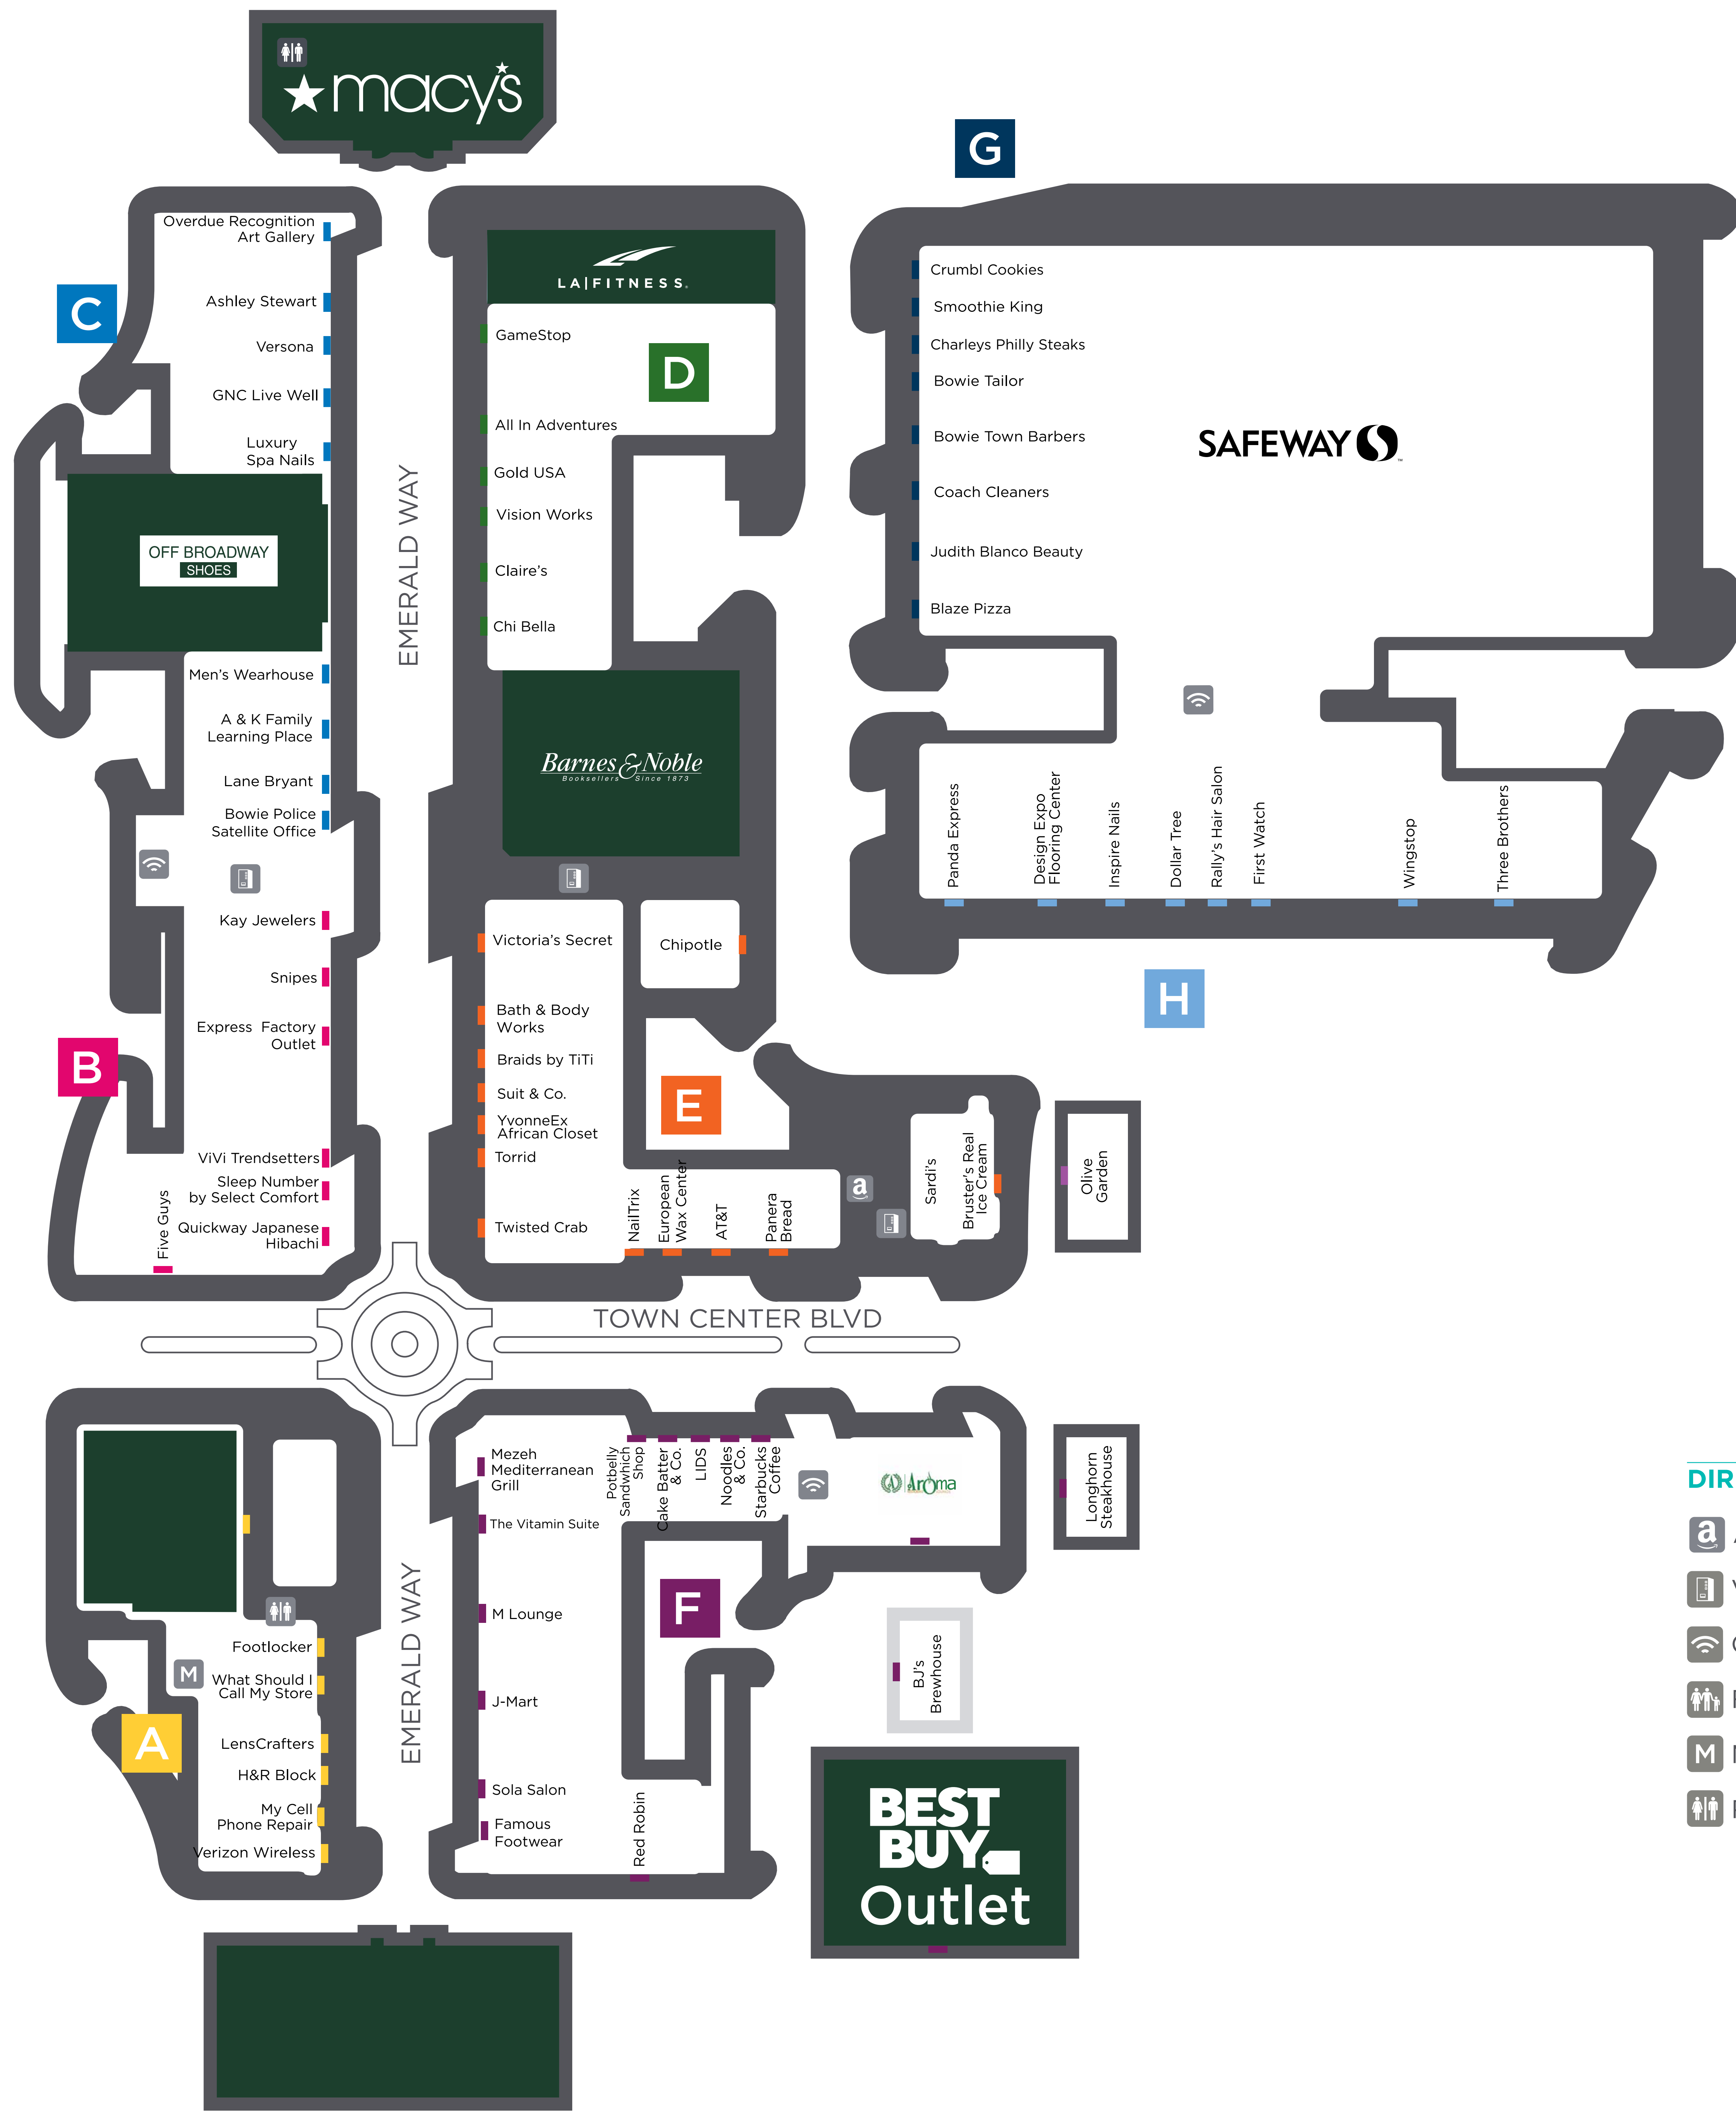 macy's
G
Overdue Recognition
Art Gallery
Ashley Stewart
C
Versona
GNC Live Well
Luxury
Spa Nails
OFF BROADWAY
SHOES
Men's Wearhouse
A & K Family
Learning Place
Lane Bryant
Bowie Police
Satellite Office
EMERALD WAY
LA|FITNESS.
GameStop
D
All In Adventures
Gold USA
Vision Works
Claire's
Chi Bella
Barnes & Noble
Booksellers Since 1873
Crumbl Cookies
Smoothie King
Charleys Philly Steaks
Bowie Tailor
Bowie Town Barbers
Coach Cleaners
Judith Blanco Beauty
Blaze Pizza
SAFEWAY
Panda Express
Design Expo
Flooring Center
Inspire Nails
Dollar Tree
Rally's Hair Salon
First Watch
Wingstop
Three Brothers
H
Kay Jewelers
Snipes
Express Factory
Outlet
B
ViVi Trendsetters
Sleep Number
by Select Comfort
Quickway Japanese
Hibachi
Five Guys
Victoria's Secret
Chipotle
Bath & Body
Works
Braids by TiTi
Suit & Co.
YvonneEx
African Closet
Torrid
Twisted Crab
E
NailTrix
European
Wax Center
AT&T
Panera
Bread
a
Sardi's
Bruster's Real
Ice Cream
Olive
Garden
TOWN CENTER BLVD
Mezeh
Mediterranean
Grill
The Vitamin Suite
M Lounge
J-Mart
Sola Salon
Famous
Footwear
Potbelly
Sandwhich
Shop
Cake Batter
& Co.
LIDS
Noodles
& Co.
Starbucks
Coffee
Aroma
Longhorn
Steakhouse
F
BJ's
Brewhouse
Red Robin
EMERALD WAY
Footlocker
M
What Should I
Call My Store
A
LensCrafters
H&R Block
My Cell
Phone Repair
Verizon Wireless
BEST
BUY
Outlet
DIR
a
M